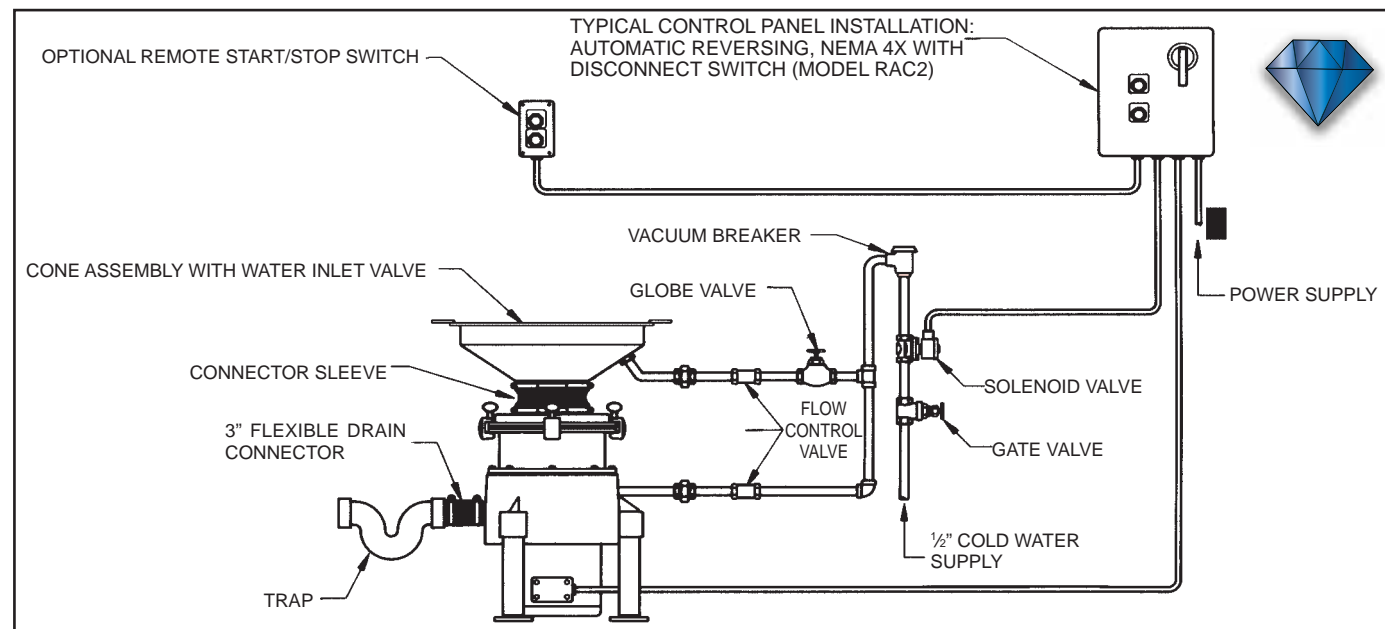 TYPICAL CONTROL PANEL INSTALLATION:
AUTOMATIC REVERSING, NEMA 4X WITH
DISCONNECT SWITCH (MODEL RAC2)
OPTIONAL REMOTE START/STOP SWITCH
VACUUM BREAKER
CONE ASSEMBLY WITH WATER INLET VALVE
GLOBE VALVE
POWER SUPPLY
CONNECTOR SLEEVE
SOLENOID VALVE
3” FLEXIBLE DRAIN
CONNECTOR
FLOW
CONTROL
VALVE
GATE VALVE
½” COLD WATER
SUPPLY
TRAP